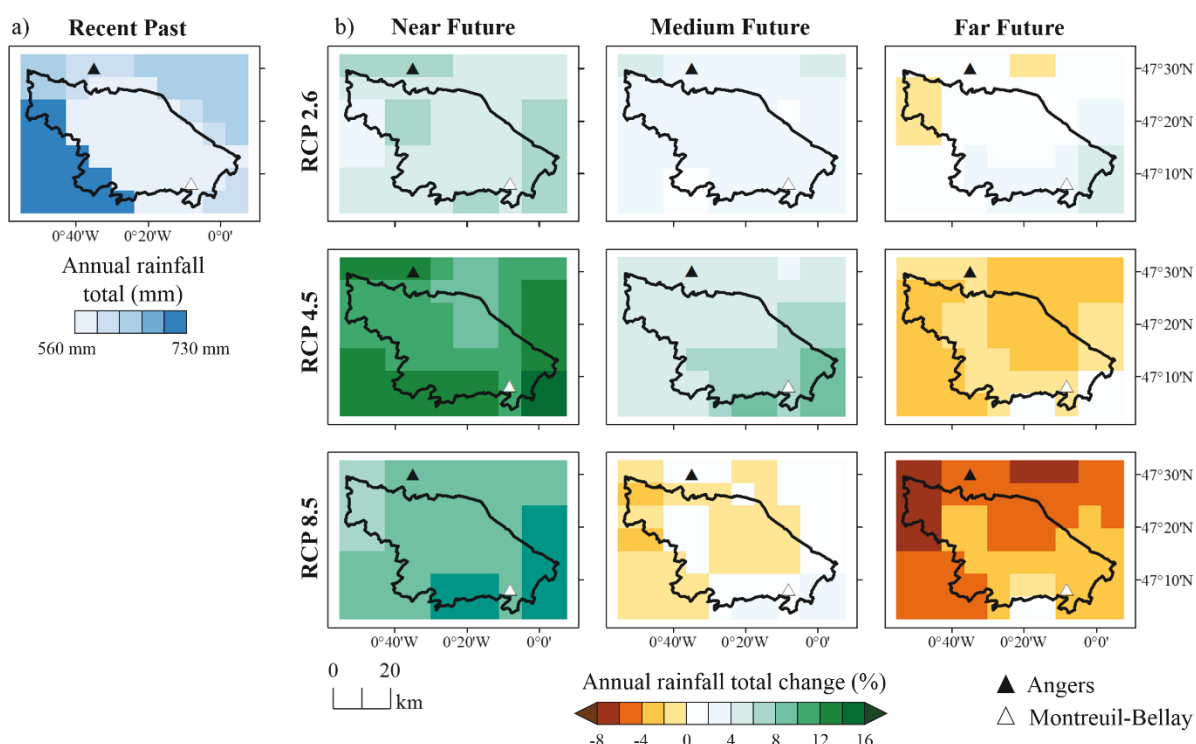 a) Recent Past
b) Near Future Medium Future Far Future
RCP 2.6
47°30'N
47°20'N
47°10'N
0°40'W 0°20'W 0°0'
Annual rainfall
total (mm)
560 mm 730 mm
RCP 4.5
47°30'N
47°20'N
47°10'N
RCP 8.5
47°30'N
47°20'N
47°10'N
0°40'W 0°20'W 0°0' 0°40'W 0°20'W 0°0' 0°40'W 0°20'W 0°0'
0 20
km
Annual rainfall total change (%)
-8 -4 0 4 8 12 16
Angers
Montreuil-Bellay